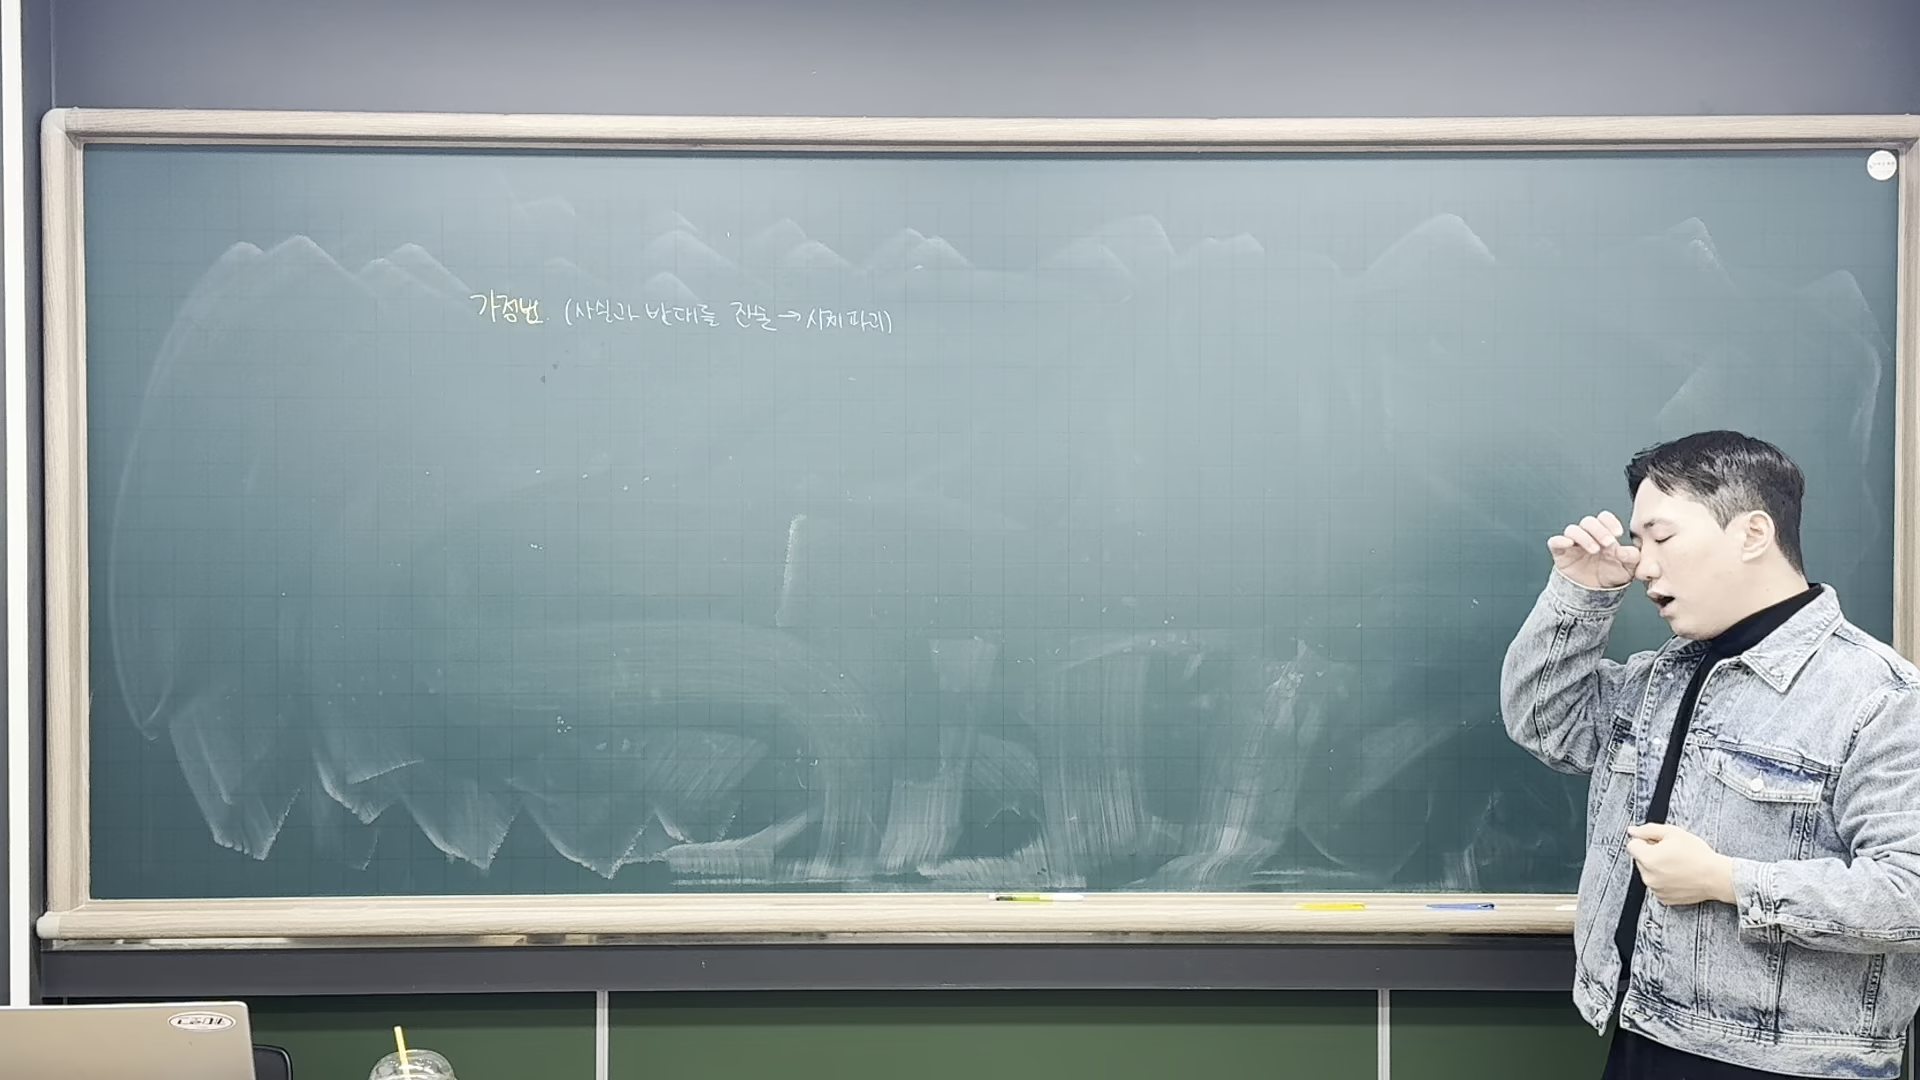 가정법. (사실과 반대를 진술 → 시제 파괴)